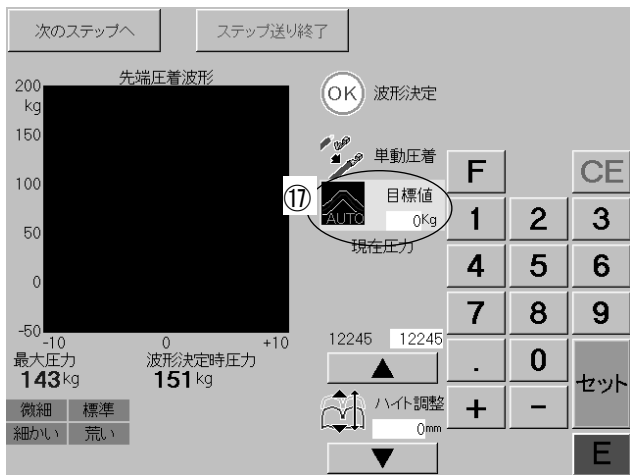 次のステップへ ステップ送り終了
先端圧着波形
200
kg
150
100
50
0
-50
-10 0 +10
最大圧力 波形決定時圧力
143kg 151kg
微細 標準
細かい 荒い
OK 波形決定
単動圧着
⑰ AUTO 目標値
0Kg
現在圧力
12245 12245
▲
ハイト調整
0mm
▼
F CE
1 2 3
4 5 6
7 8 9
. 0 セット
+ -
E